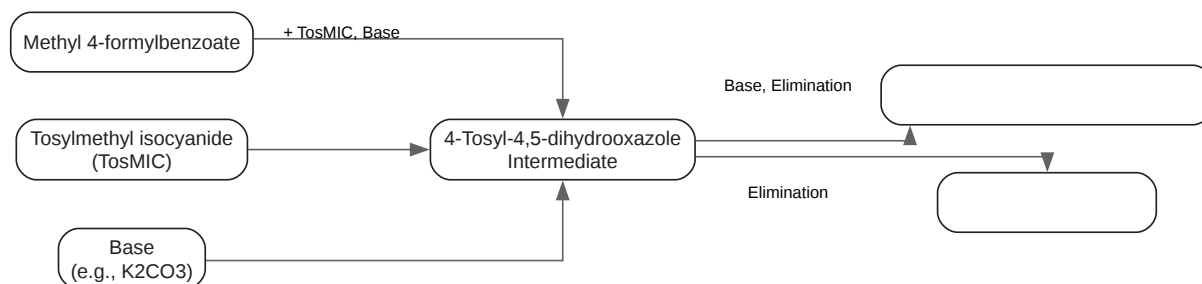 Methyl 4-formylbenzoate
+ TosMIC, Base
Base, Elimination
Tosylmethyl isocyanide
(TosMIC)
4-Tosyl-4,5-dihydrooxazole
Intermediate
Elimination
Base
(e.g., K2CO3)